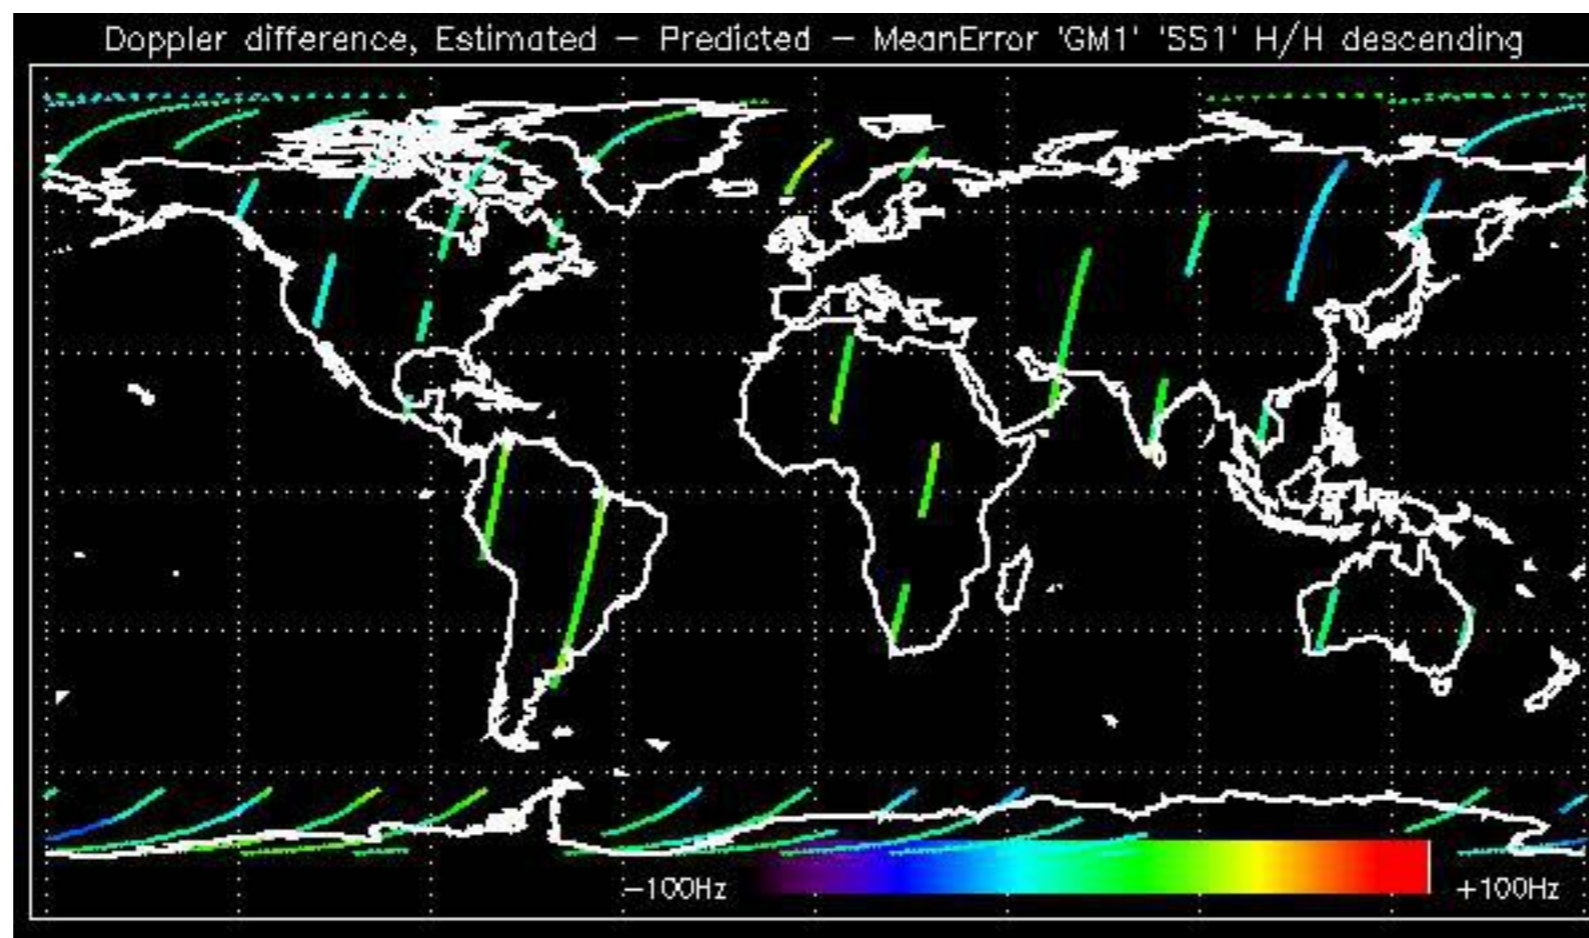 Doppler difference, Estimated – Predicted – MeanError 'GM1' 'SS1' H/H descending
–100Hz
+100Hz